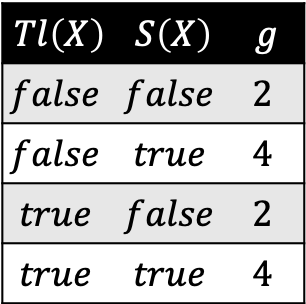 Tl(X) S(X) g
false false 2
false true 4
true false 2
true true 4